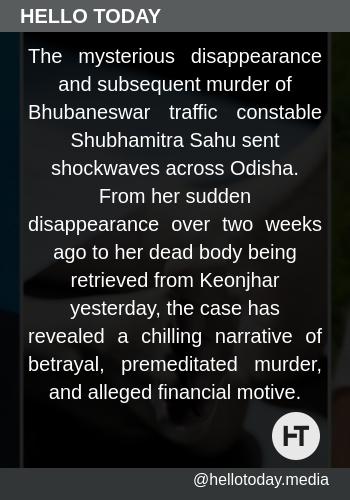 HELLO TODAY
The mysterious disappearance
and subsequent murder of
Bhubaneswar traffic constable
Shubhamitra Sahu sent
shockwaves across Odisha.
From her sudden
disappearance over two weeks
ago to her dead body being
retrieved from Keonjhar
yesterday, the case has
revealed a chilling narrative of
betrayal, premeditated murder,
and alleged financial motive.
HT
@hellotoday.media